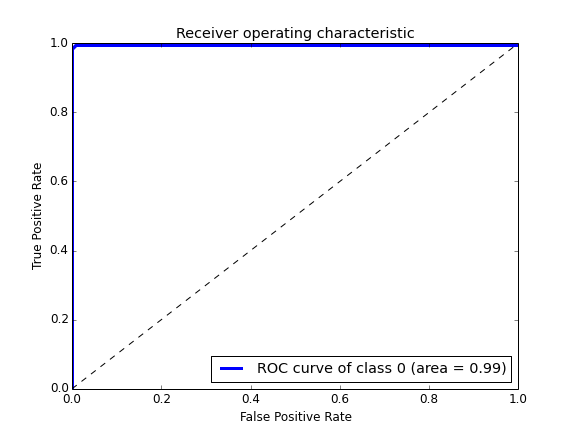 Receiver operating characteristic
1.0
0.8
0.6
0.4
0.2
0.0
True Positive Rate
ROC curve of class 0 (area = 0.99)
0.0 0.2 0.4 0.6 0.8 1.0
False Positive Rate